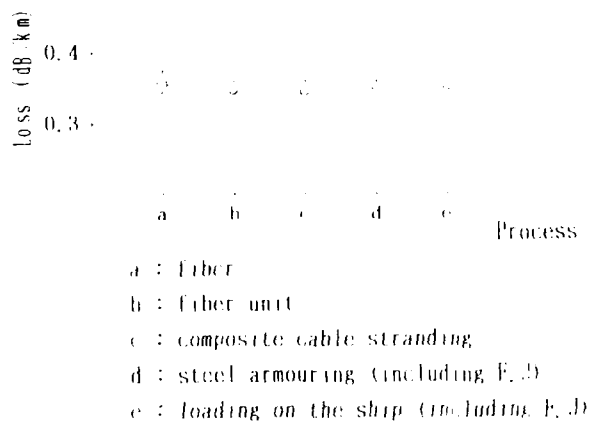 Loss (dB/km)
0.4
0.3
a b c d e
Process
a : fiber
b : fiber unit
c : composite cable stranding
d : steel armouring (including F.J)
e : loading on the ship (including F.J)